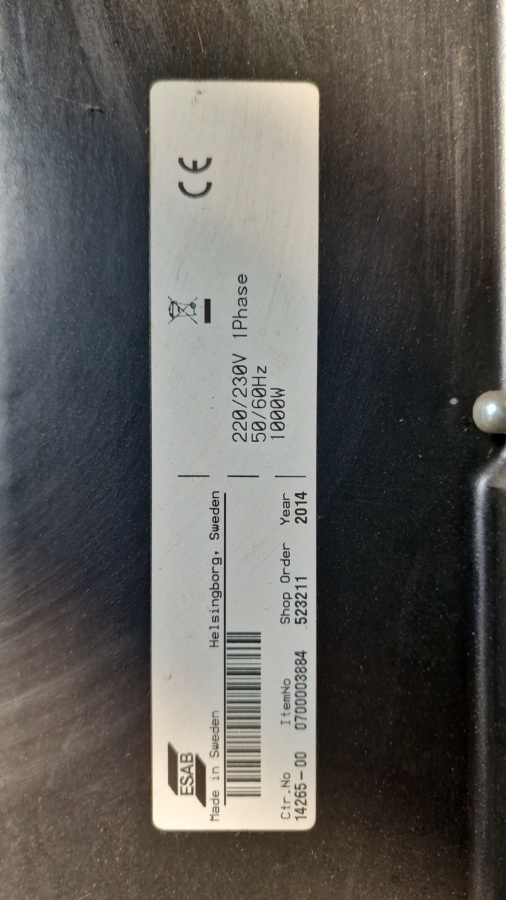 ESAB
Made in Sweden Helsingborg, Sweden
Ctr.No ItemNo Shop Order Year
14265-00 0700003884 523211 2014
220/230V 1Phase
50/60Hz
1000W
CE